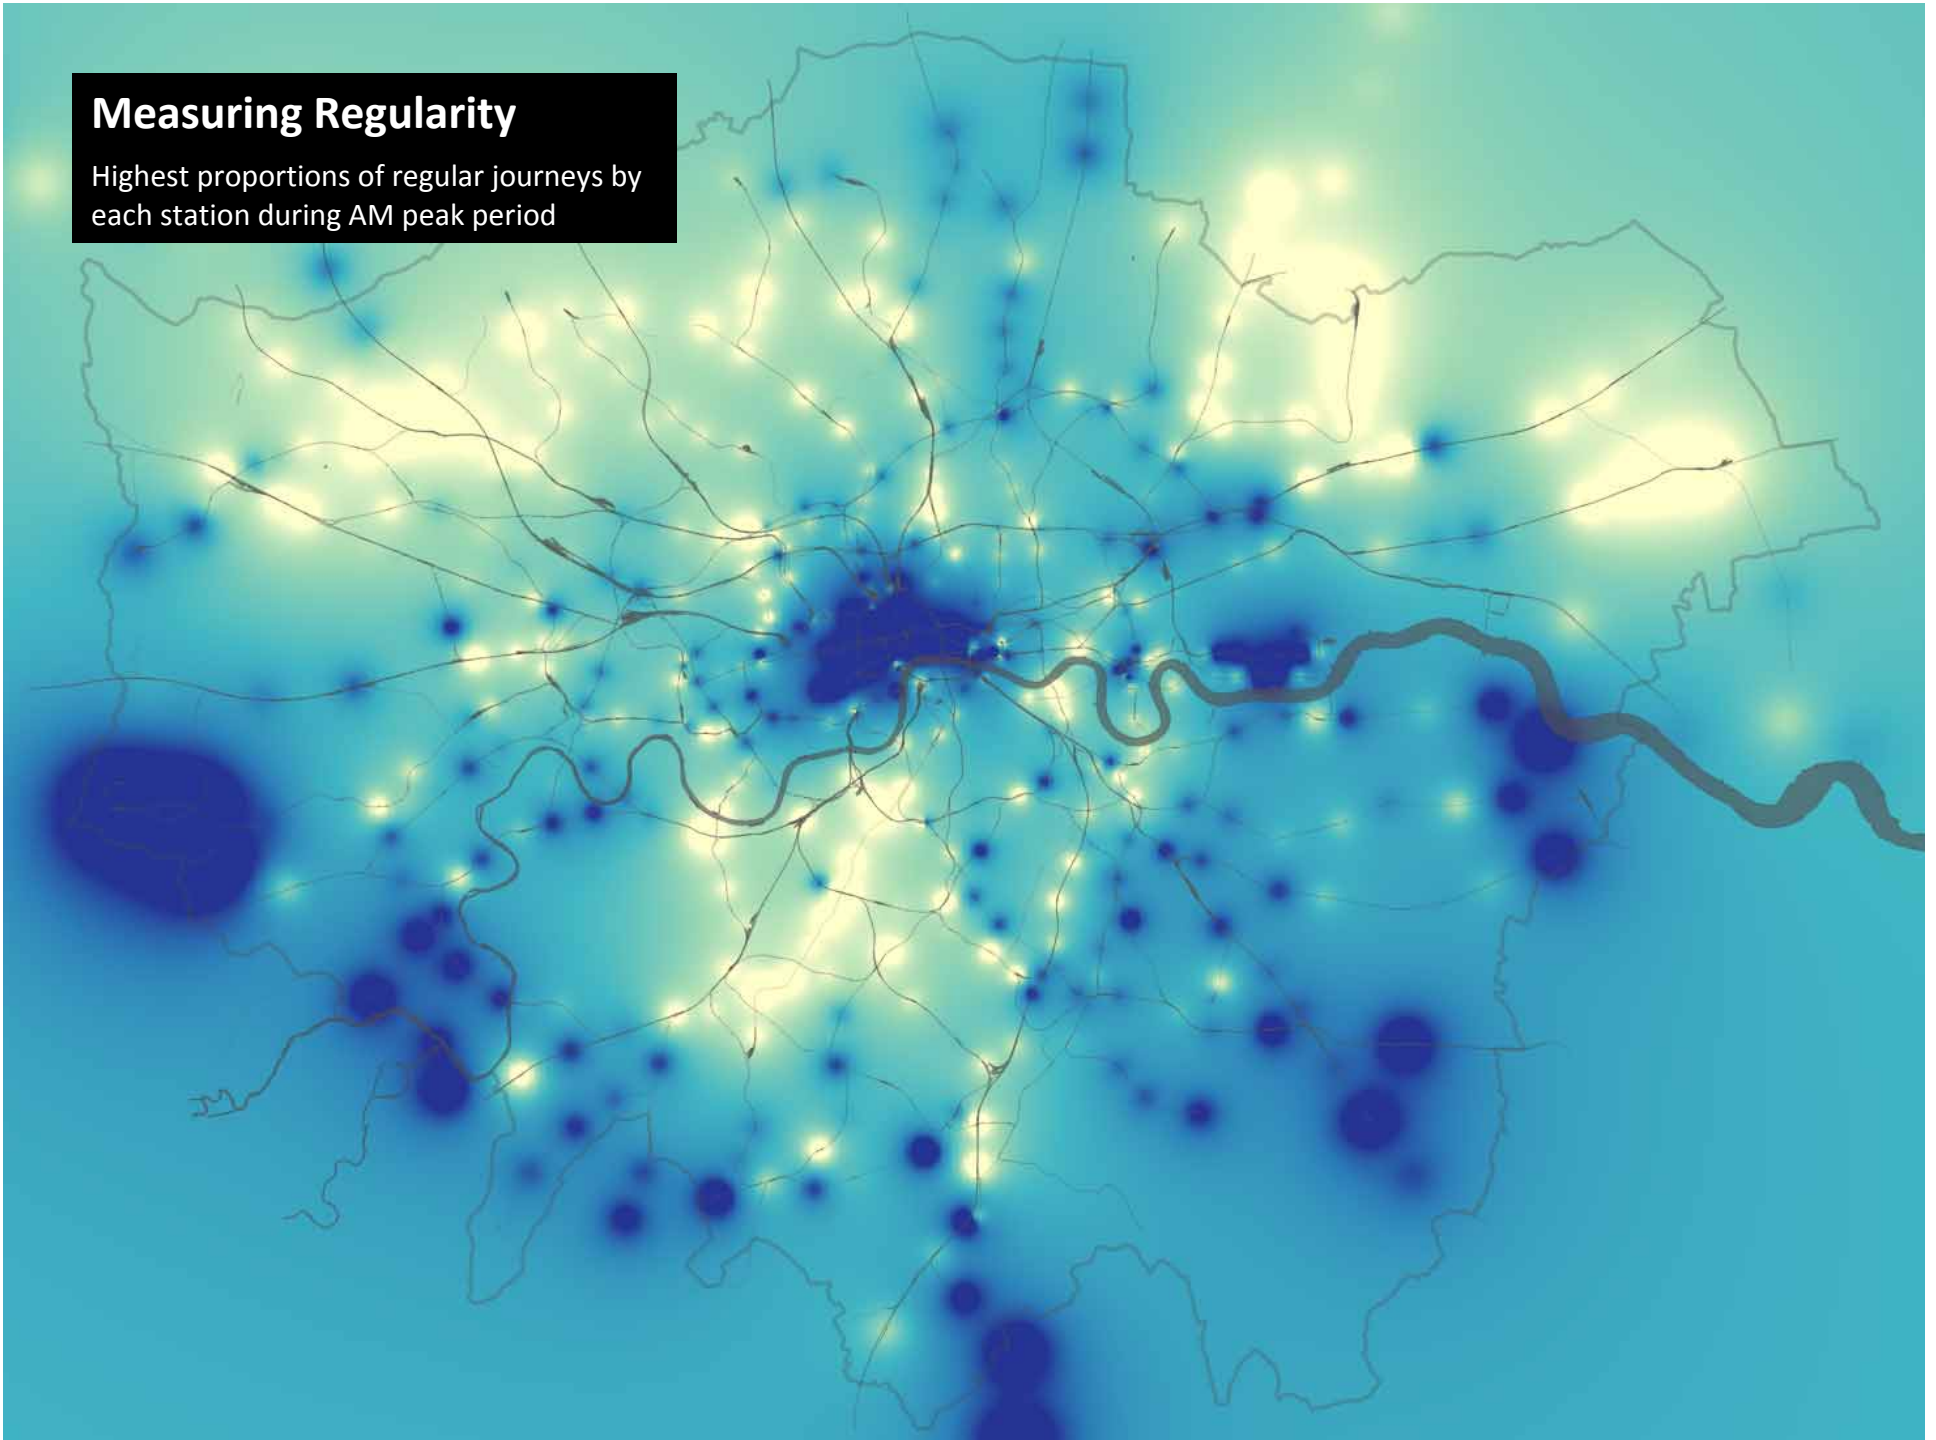 Measuring Regularity
Highest proportions of regular journeys by
each station during AM peak period